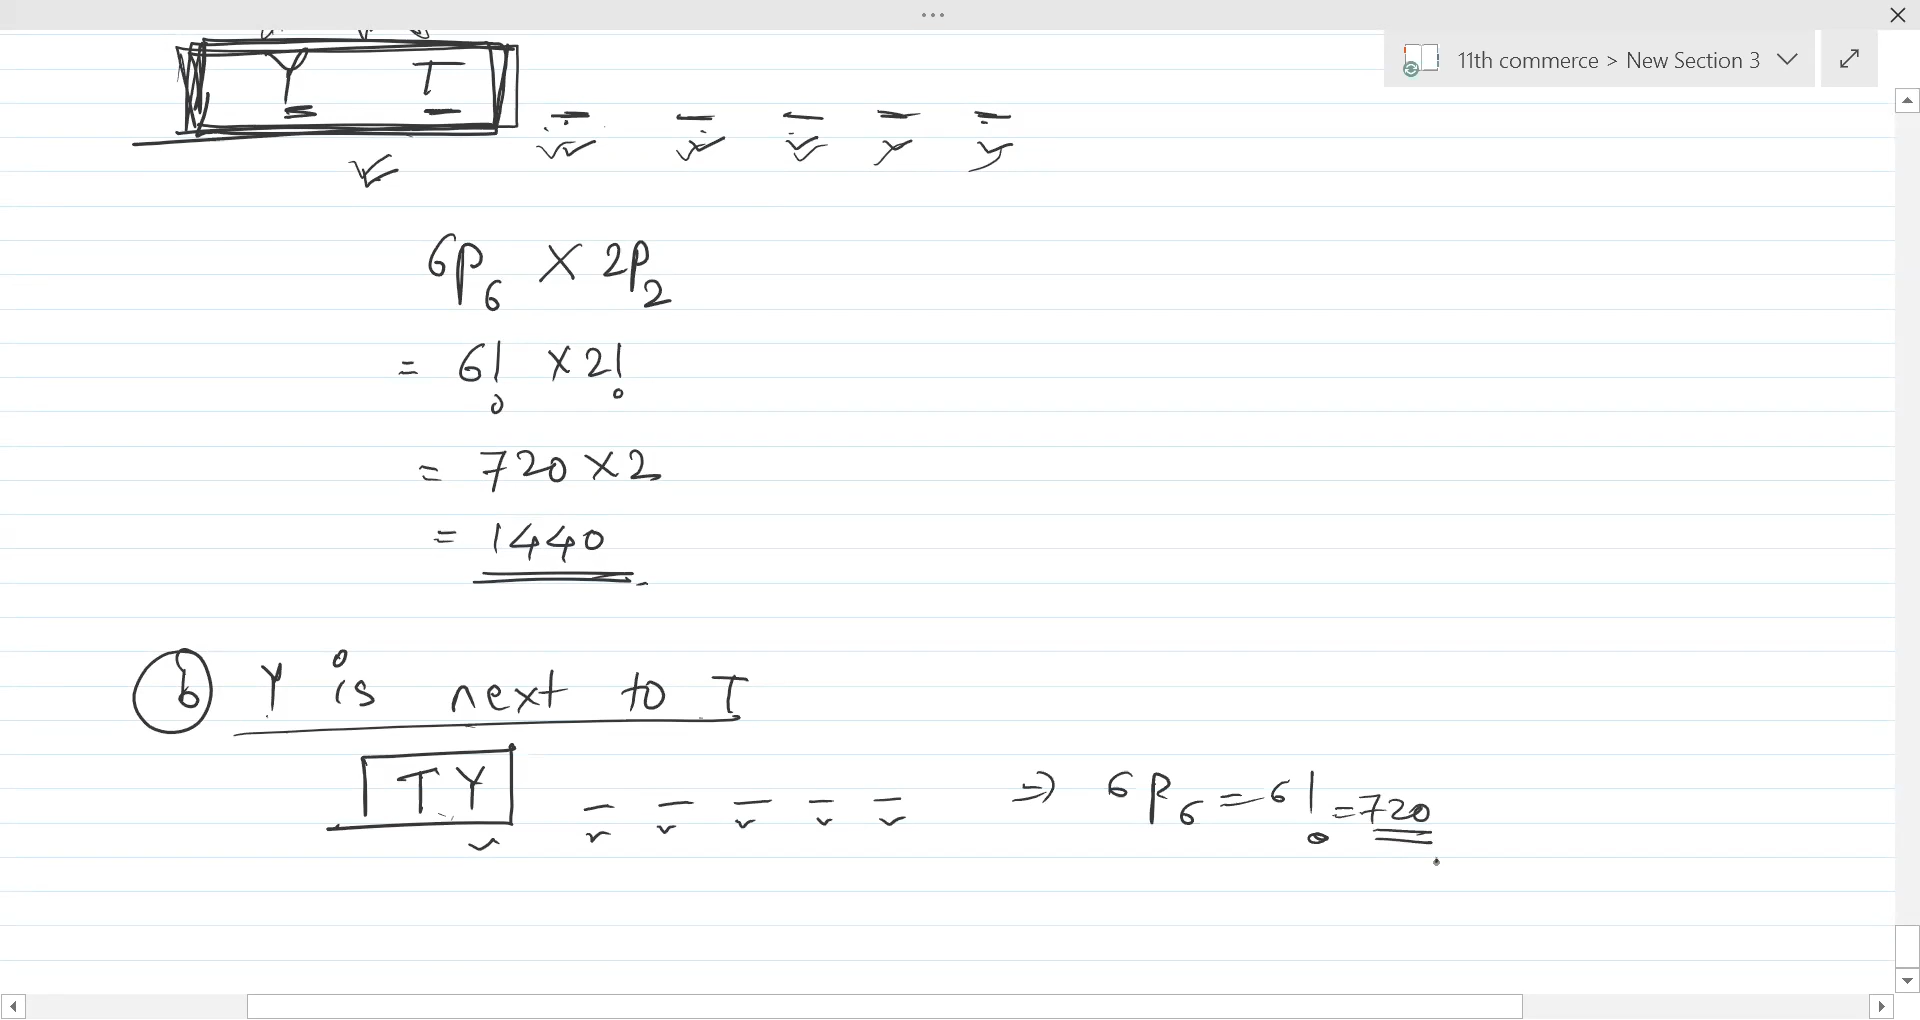 11th commerce > New Section 3
Y T
6P6 × 2P2
= 6! × 2!
= 720 × 2
= 1440
b Y is next to T
TY ⇒ 6P6 = 6! = 720